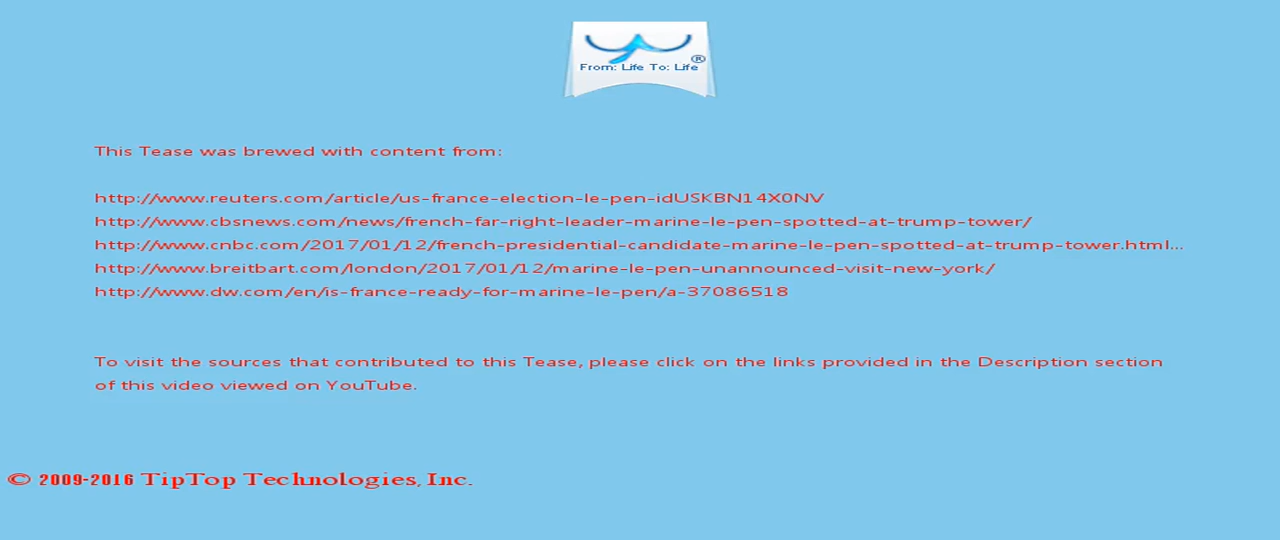 From: Life To: Life®
This Tease was brewed with content from:
http://www.reuters.com/article/us-france-election-le-pen-idUSKBN14X0NV
http://www.cbsnews.com/news/french-far-right-leader-marine-le-pen-spotted-at-trump-tower/
http://www.cnbc.com/2017/01/12/french-presidential-candidate-marine-le-pen-spotted-at-trump-tower.html...
http://www.breitbart.com/london/2017/01/12/marine-le-pen-unannounced-visit-new-york/
http://www.dw.com/en/is-france-ready-for-marine-le-pen/a-37086518
To visit the sources that contributed to this Tease, please click on the links provided in the Description section
of this video viewed on YouTube.
© 2009-2016 TipTop Technologies, Inc.